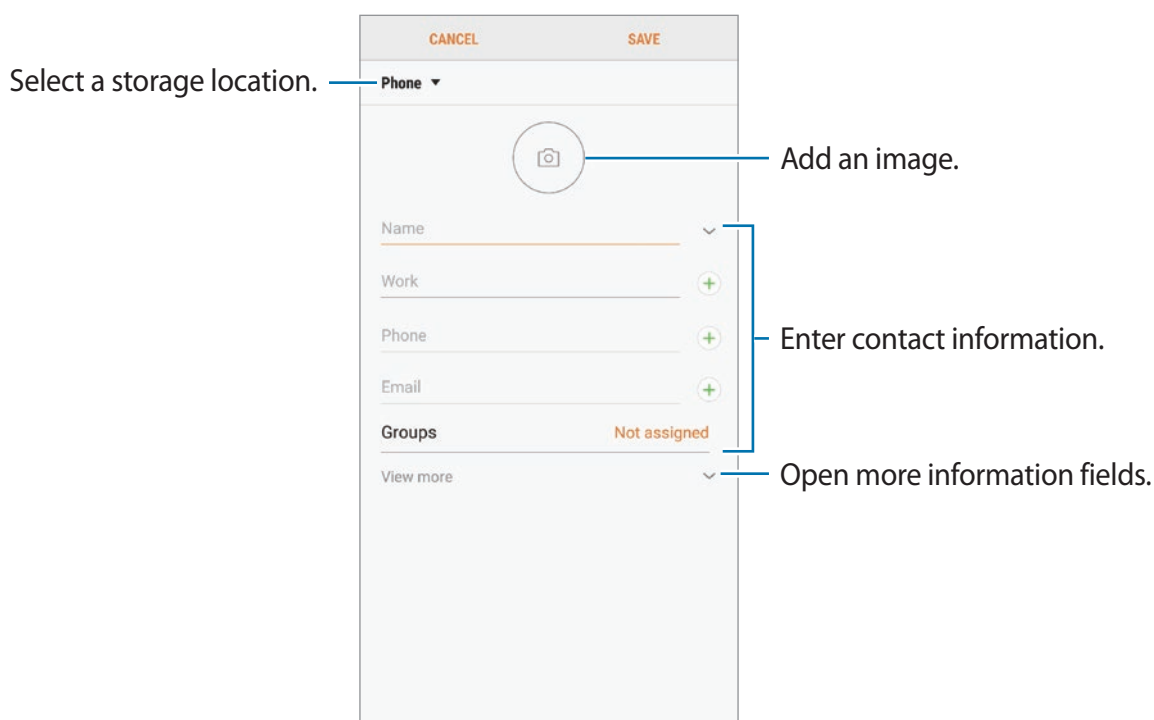 CANCEL SAVE
Select a storage location. Phone
Add an image.
Name
Work
Phone
Enter contact information.
Email
Groups Not assigned
View more
Open more information fields.